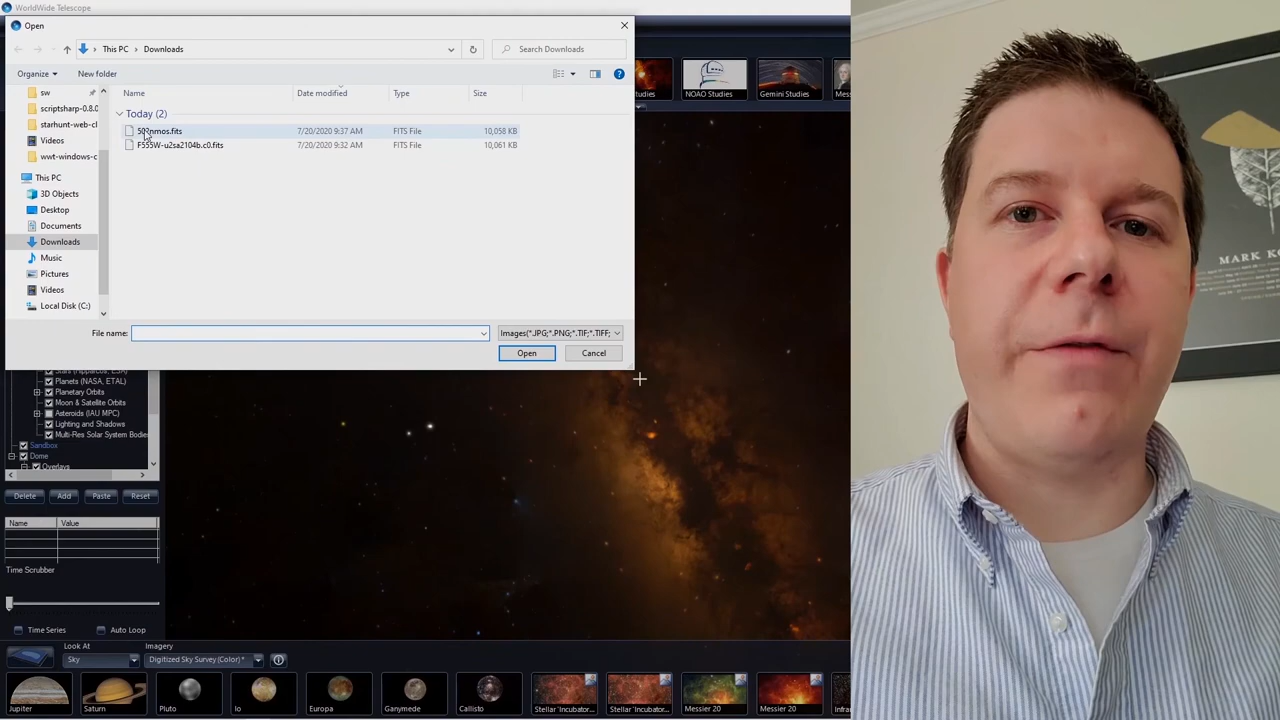 WorldWide Telescope
Open
This PC
Downloads
Search Downloads
Organize
New folder
sw
scriptsharp-0.8.0
starhunt-web-cl
Videos
wwt-windows-c
This PC
3D Objects
Desktop
Documents
Downloads
Music
Pictures
Videos
Local Disk (C:)
Name
Date modified
Type
Size
Today (2)
7/20/2020 9:37 AM
FITS File
10,058 KB
F555W-u2sa2104b.c0.fits
7/20/2020 9:32 AM
FITS File
10,061 KB
File name:
Images(*.JPG;*.PNG;*.TIF;*.TIFF;
Open
Cancel
NOAO Studies
Gemini Studies
Planets (NASA, ETAL)
Planetary Orbits
Moon & Satellite Orbits
Asteroids (IAU MPC)
Lighting and Shadows
Multi-Res Solar System Bodies
Sandbox
Dome
Overlays
Delete
Add
Paste
Reset
Name
Value
Time Scrubber
Time Series
Auto Loop
Look At
Sky
Imagery
Digitized Sky Survey (Color) *
Jupiter
Saturn
Pluto
Io
Europa
Ganymede
Callisto
Stellar 'Incubator...
Stellar 'Incubator...
Messier 20
Messier 20
MARK KO